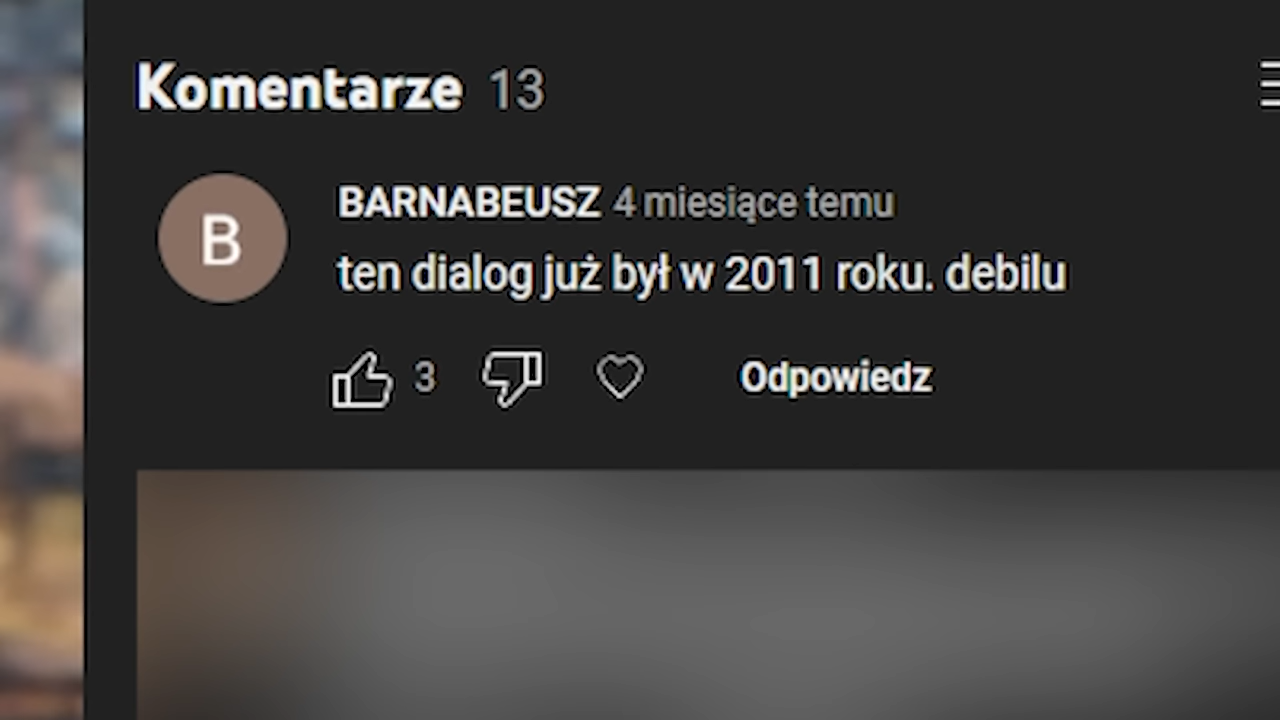 Komentarze 13
B
BARNABEUSZ 4 miesiące temu
ten dialog już był w 2011 roku. debilu
3 Odpowiedz